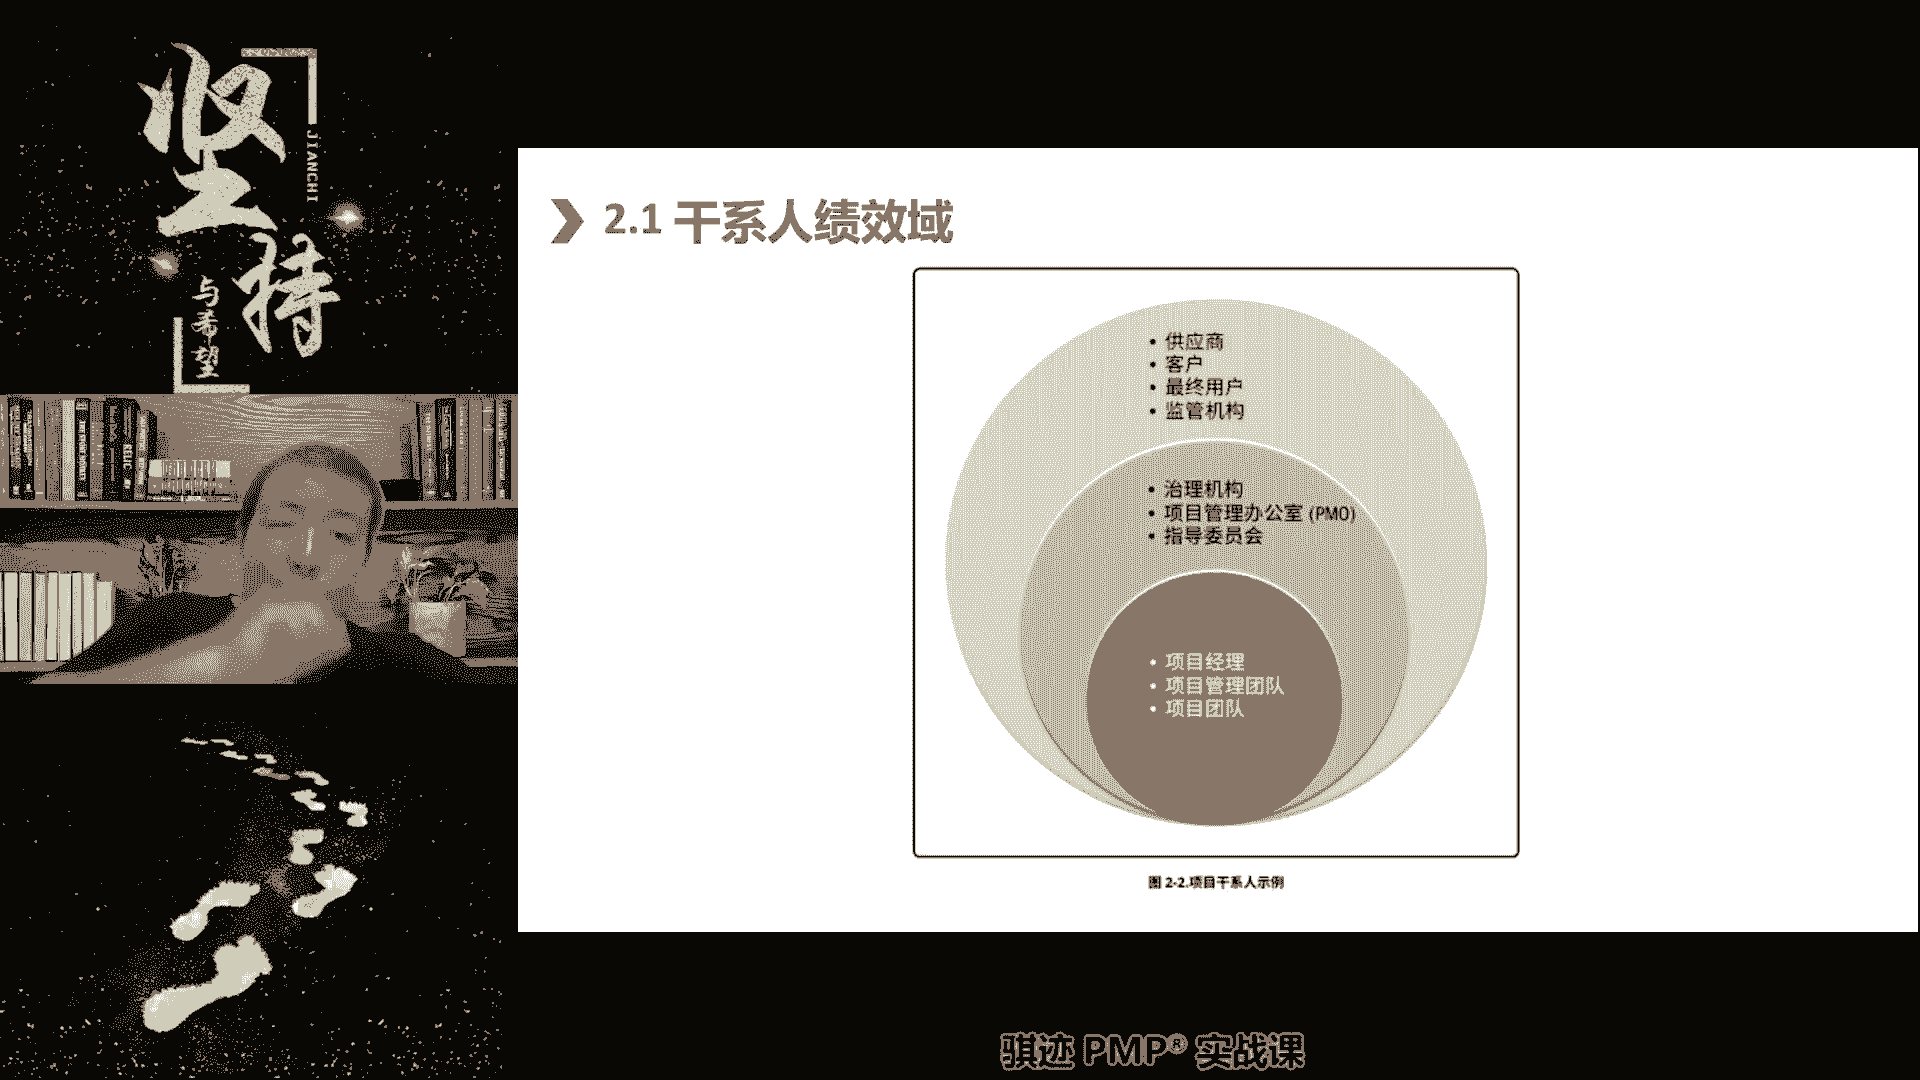 坚持
JIANCHI
与希望
2.1 干系人绩效域
• 供应商
• 客户
• 最终用户
• 监管机构
• 治理机构
• 项目管理办公室 (PMO)
• 指导委员会
• 项目经理
• 项目管理团队
• 项目团队
图 2-2.项目干系人示例
骐迹 PMP® 实战课